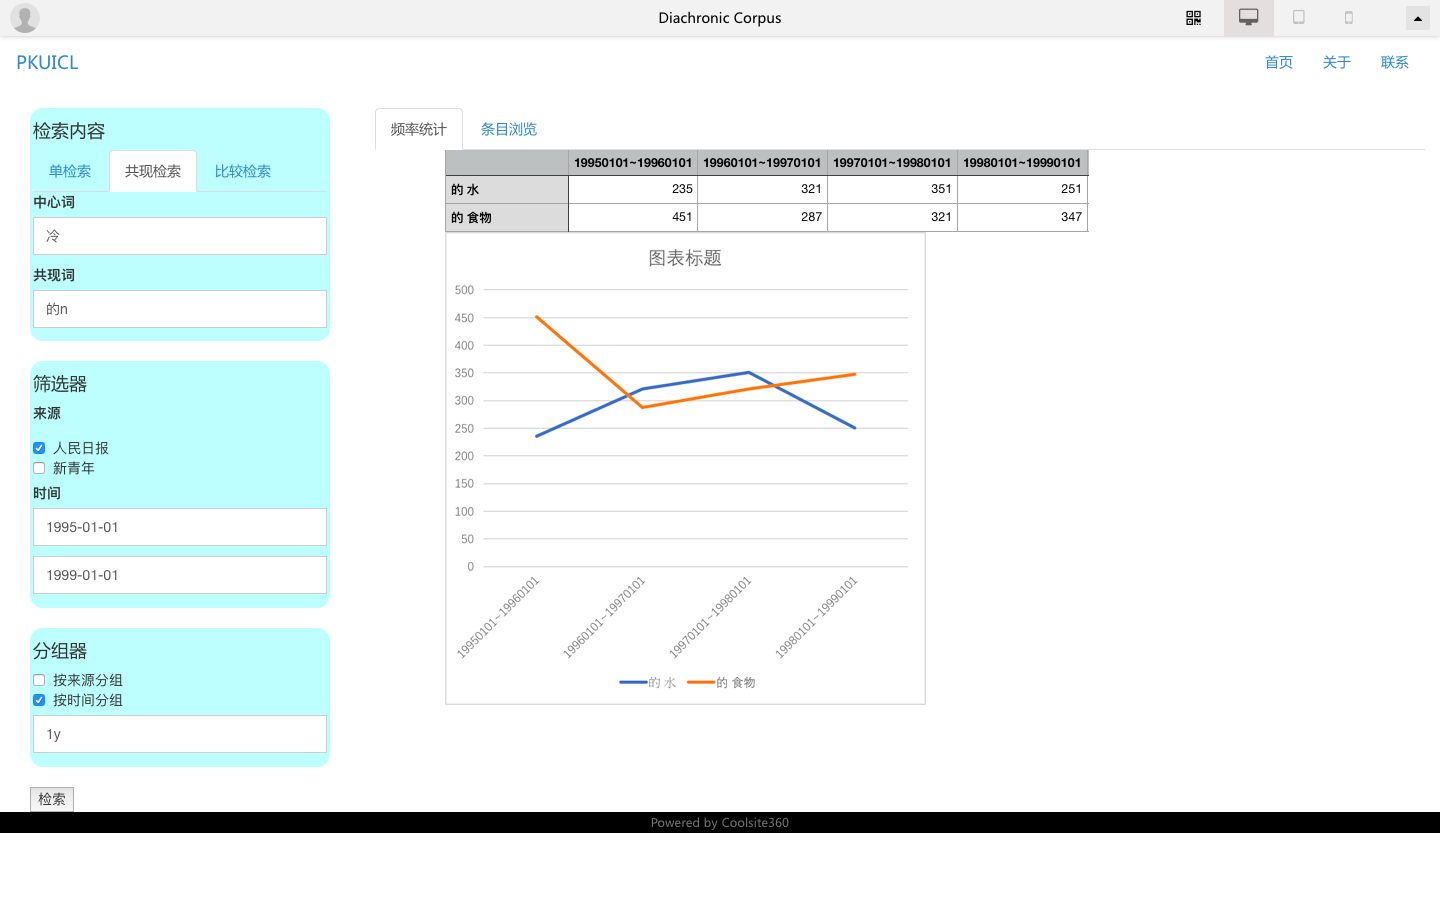 Diachronic Corpus
PKUICL
首页 关于 联系
检索内容
单检索 共现检索 比较检索
中心词
冷
共现词
的n
筛选器
来源
人民日报
新青年
时间
1995-01-01
1999-01-01
分组器
按来源分组
按时间分组
1y
检索
频率统计 条目浏览
19950101~19960101 19960101~19970101 19970101~19980101 19980101~19990101
的 水 235 321 351 251
的 食物 451 287 321 347
图表标题
500
450
400
350
300
250
200
150
100
50
0
19950101~19960101 19960101~19970101 19970101~19980101 19980101~19990101
的 水 的 食物
Powered by Coolsite360